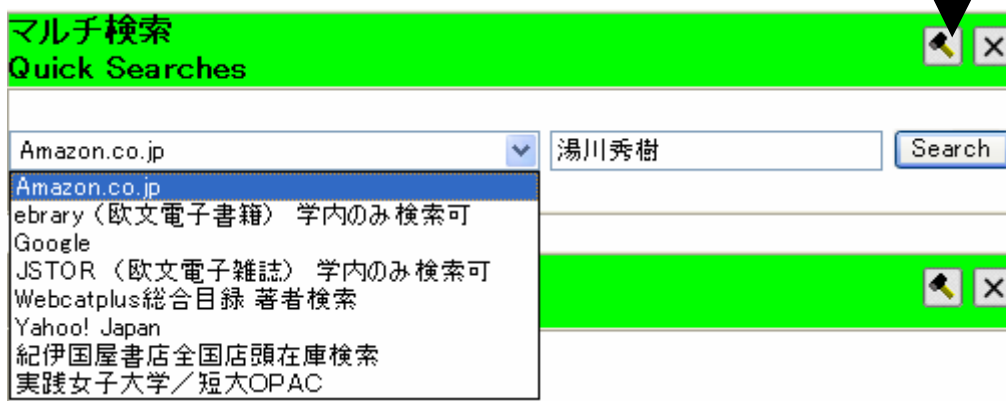 マルチ検索
Quick Searches
Amazon.co.jp 湯川秀樹 Search
Amazon.co.jp
ebrary（欧文電子書籍） 学内のみ検索可
Google
JSTOR （欧文電子雑誌） 学内のみ検索可
Webcatplus総合目録 著者検索
Yahoo! Japan
紀伊国屋書店全国店頭在庫検索
実践女子大学／短大OPAC